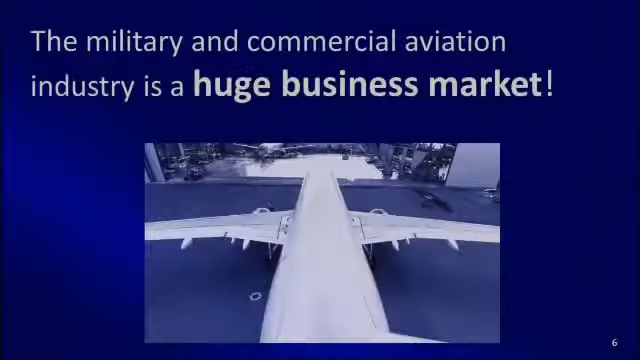 The military and commercial aviation
industry is a huge business market!
6